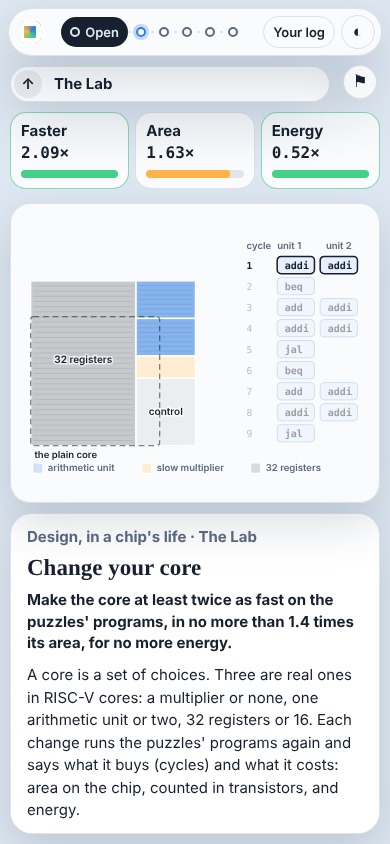 Open
Your log
The Lab
Faster
2.09×
Area
1.63×
Energy
0.52×
cycle unit 1 unit 2
1 addi addi
2 beq
3 add addi
4 addi addi
5 jal
6 beq
7 add addi
8 addi addi
9 jal
32 registers
control
the plain core
arithmetic unit slow multiplier 32 registers
Design, in a chip's life · The Lab
Change your core
Make the core at least twice as fast on the
puzzles' programs, in no more than 1.4 times
its area, for no more energy.
A core is a set of choices. Three are real ones
in RISC-V cores: a multiplier or none, one
arithmetic unit or two, 32 registers or 16. Each
change runs the puzzles' programs again and
says what it buys (cycles) and what it costs:
area on the chip, counted in transistors, and
energy.